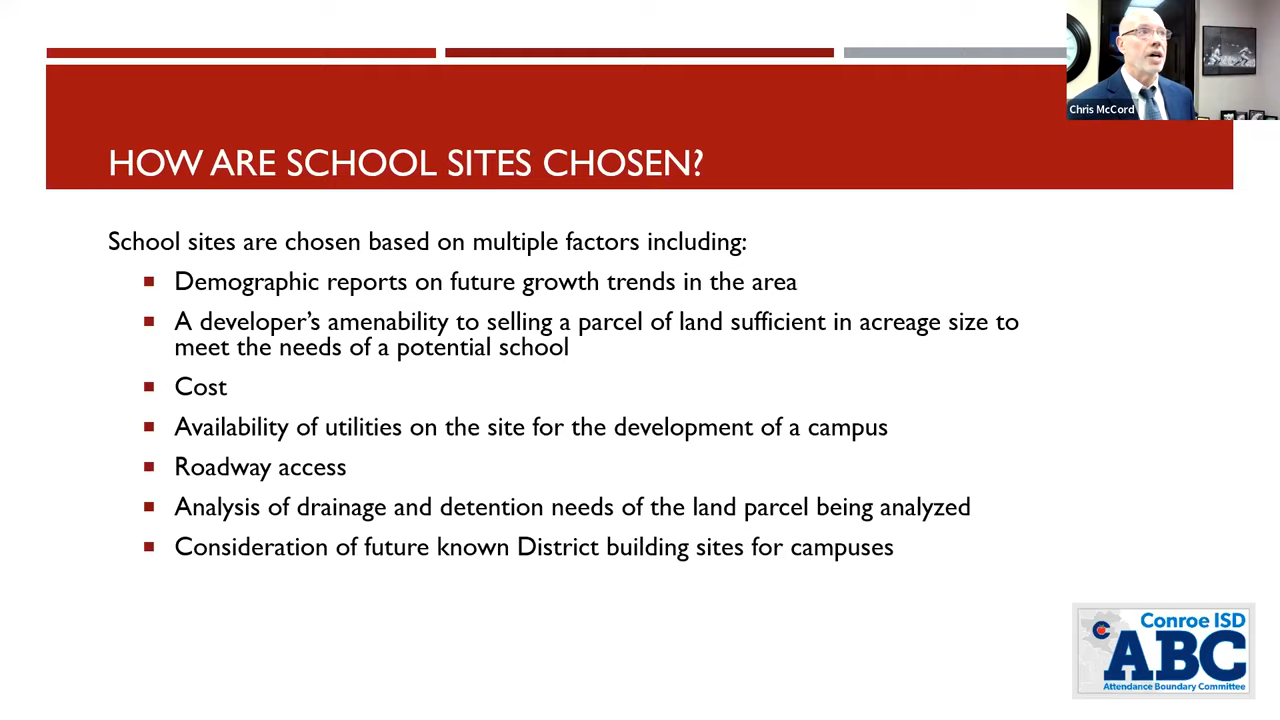 Chris McCord
HOW ARE SCHOOL SITES CHOSEN?
School sites are chosen based on multiple factors including:
Demographic reports on future growth trends in the area
A developer's amenability to selling a parcel of land sufficient in acreage size to
meet the needs of a potential school
Cost
Availability of utilities on the site for the development of a campus
Roadway access
Analysis of drainage and detention needs of the land parcel being analyzed
Consideration of future known District building sites for campuses
Conroe ISD
ABC
Attendance Boundary Committee